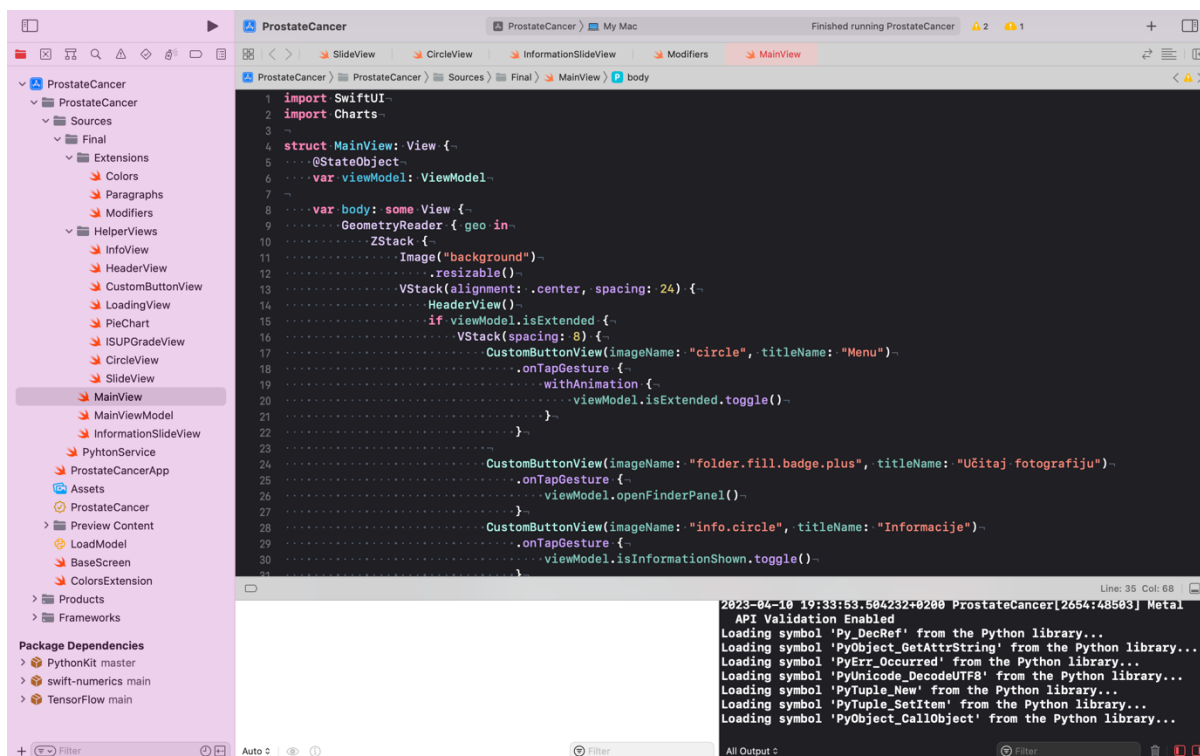 ProstateCancer
ProstateCancer 〉 My Mac
Finished running ProstateCancer
2
1
SlideView
CircleView
InformationSlideView
Modifiers
MainView
ProstateCancer 〉 ProstateCancer 〉 Sources 〉 Final 〉 MainView 〉 P body
ProstateCancer
ProstateCancer
Sources
Final
Extensions
Colors
Paragraphs
Modifiers
HelperViews
InfoView
HeaderView
CustomButtonView
LoadingView
PieChart
ISUPGradeView
CircleView
SlideView
MainView
MainViewModel
InformationSlideView
PyhtonService
ProstateCancerApp
Assets
ProstateCancer
Preview Content
LoadModel
BaseScreen
ColorsExtension
Products
Frameworks
Package Dependencies
PythonKit master
swift-numerics main
TensorFlow main
Filter
1 import SwiftUI
2 import Charts
3
4 struct MainView: View {
5 @StateObject
6 var viewModel: ViewModel
7
8 var body: some View {
9 GeometryReader { geo in
10 ZStack {
11 Image("background")
12 .resizable()
13 VStack(alignment: .center, spacing: 24) {
14 HeaderView()
15 if viewModel.isExtended {
16 VStack(spacing: 8) {
17 CustomButtonView(imageName: "circle", titleName: "Menu")
18 .onTapGesture {
19 withAnimation {
20 viewModel.isExtended.toggle()
21 }
22 }
23
24 CustomButtonView(imageName: "folder.fill.badge.plus", titleName: "Učitaj fotografiju")
25 .onTapGesture {
26 viewModel.openFinderPanel()
27 }
28 CustomButtonView(imageName: "info.circle", titleName: "Informacije")
29 .onTapGesture {
30 viewModel.isInformationShown.toggle()
31 }
Line: 35 Col: 68
2023-04-10 19:33:53.504232+0200 ProstateCancer[2654:48503] Metal
API Validation Enabled
Loading symbol 'Py_DecRef' from the Python library...
Loading symbol 'PyObject_GetAttrString' from the Python library...
Loading symbol 'PyErr_Occurred' from the Python library...
Loading symbol 'PyUnicode_DecodeUTF8' from the Python library...
Loading symbol 'PyTuple_New' from the Python library...
Loading symbol 'PyTuple_SetItem' from the Python library...
Loading symbol 'PyObject_CallObject' from the Python library...
Auto
Filter
All Output
Filter